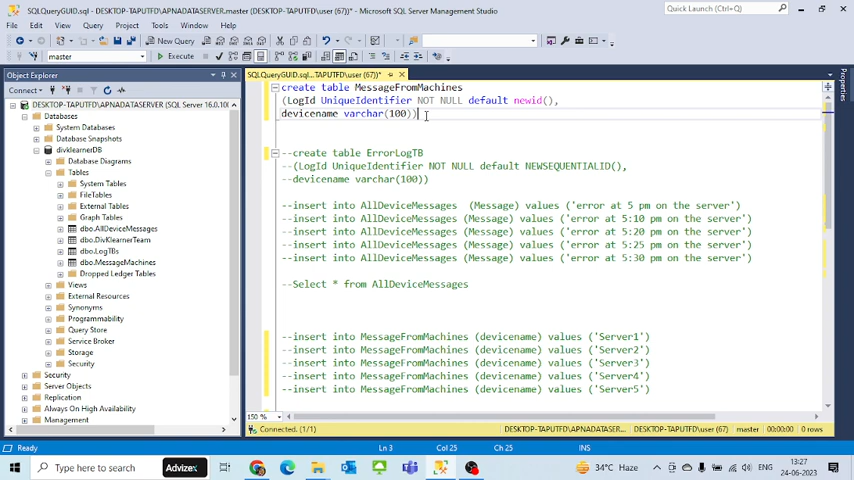 SQLQueryGUID.sql - DESKTOP-TAPUTFD\APNADATASERVER.master (DESKTOP-TAPUTFD\user (67))* - Microsoft SQL Server Management Studio
Quick Launch (Ctrl+Q)
File Edit View Query Project Tools Window Help
New Query
master
Execute
Object Explorer
Connect
DESKTOP-TAPUTFD\APNADATASERVER (SQL Server 16.0.10
Databases
System Databases
Database Snapshots
divklearnerDB
Database Diagrams
Tables
System Tables
FileTables
External Tables
Graph Tables
dbo.AllDeviceMessages
dbo.DivKlearnerTeam
dbo.LogTBs
dbo.MessageMachines
Dropped Ledger Tables
Views
External Resources
Synonyms
Programmability
Query Store
Service Broker
Storage
Security
Security
Server Objects
Replication
Always On High Availability
Management
SQLQueryGUID.sql...TAPUTFD\user (67))*
create table MessageFromMachines
(LogId UniqueIdentifier NOT NULL default newid(),
devicename varchar(100))
--create table ErrorLogTB
--(LogId UniqueIdentifier NOT NULL default NEWSEQUENTIALID(),
--devicename varchar(100))
--insert into AllDeviceMessages (Message) values ('error at 5 pm on the server')
--insert into AllDeviceMessages (Message) values ('error at 5:10 pm on the server')
--insert into AllDeviceMessages (Message) values ('error at 5:20 pm on the server')
--insert into AllDeviceMessages (Message) values ('error at 5:25 pm on the server')
--insert into AllDeviceMessages (Message) values ('error at 5:30 pm on the server')
--Select * from AllDeviceMessages
--insert into MessageFromMachines (devicename) values ('Server1')
--insert into MessageFromMachines (devicename) values ('Server2')
--insert into MessageFromMachines (devicename) values ('Server3')
--insert into MessageFromMachines (devicename) values ('Server4')
--insert into MessageFromMachines (devicename) values ('Server5')
150 %
Connected. (1/1)
DESKTOP-TAPUTFD\APNADATASER... DESKTOP-TAPUTFD\user (67) master 00:00:00 0 rows
Ready
Ln 3 Col 25 Ch 25 INS
Type here to search
Advizex
34°C Haze
ENG
13:27
24-06-2023